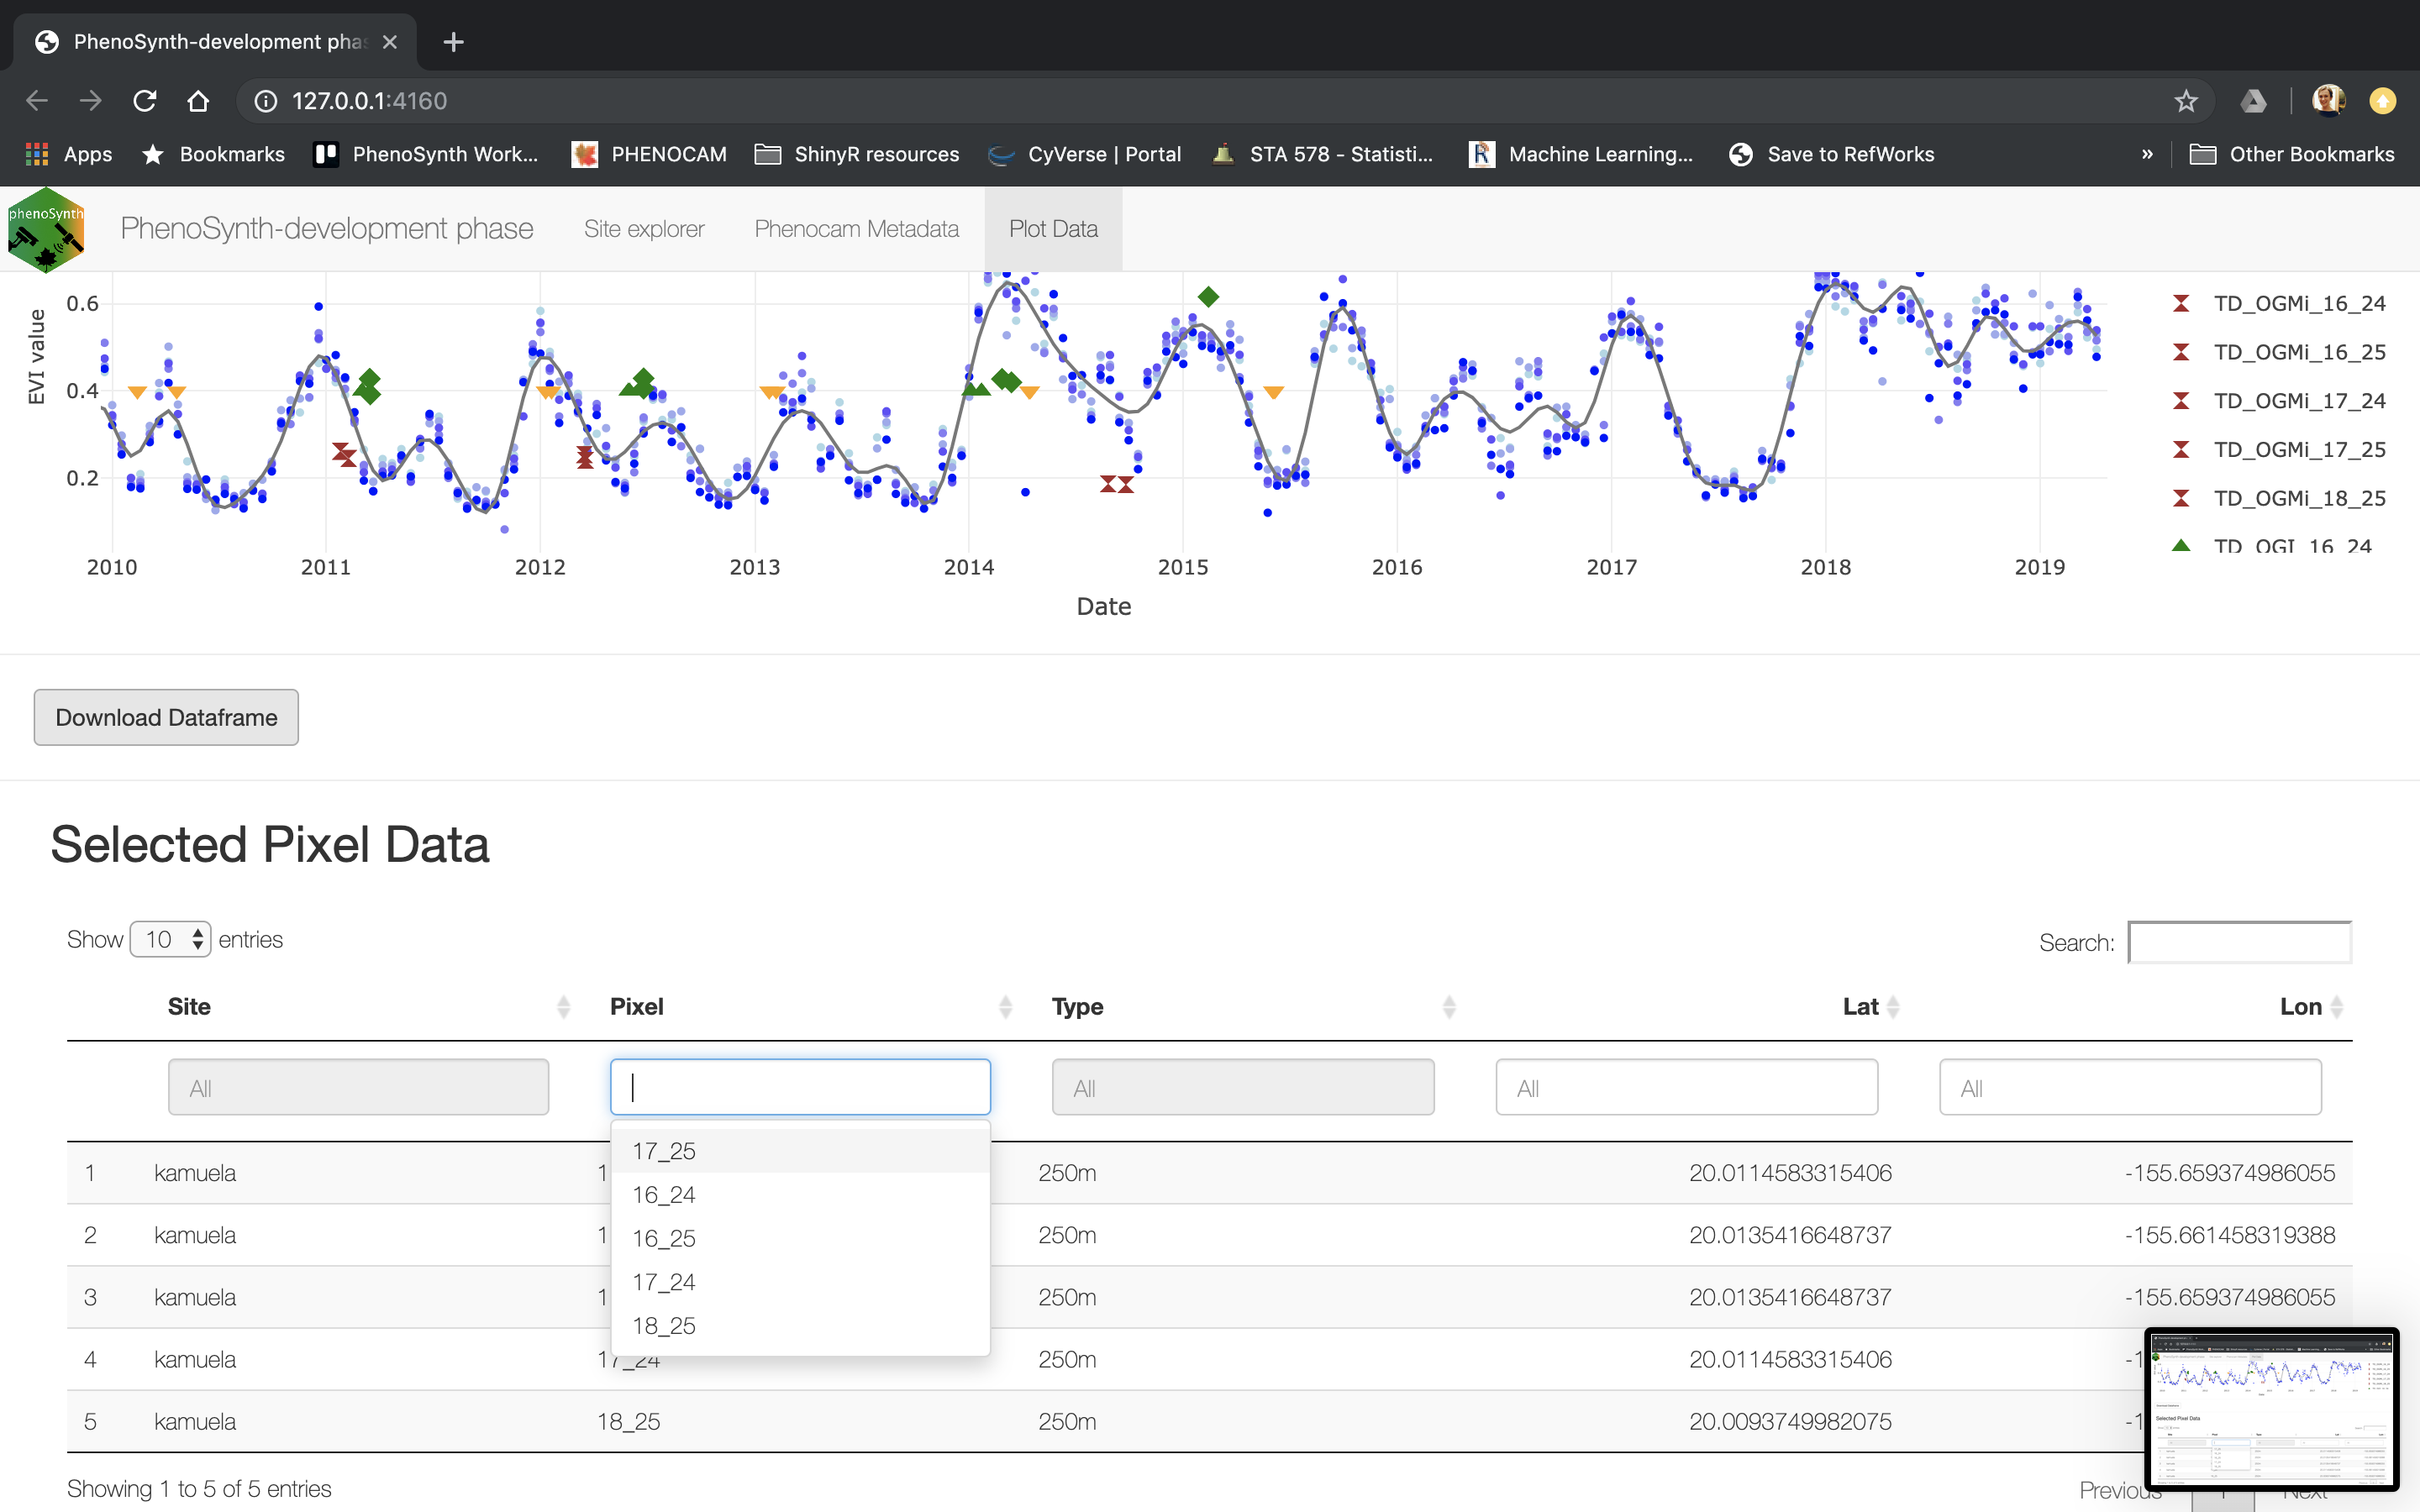 PhenoSynth-development pha
127.0.0.1:4160
Apps Bookmarks PhenoSynth Work... PHENOCAM ShinyR resources CyVerse | Portal STA 578 - Statisti... Machine Learning... Save to RefWorks » Other Bookmarks
phenoSynth
PhenoSynth-development phase Site explorer Phenocam Metadata Plot Data
EVI value
0.6
0.4
0.2
2010 2011 2012 2013 2014 2015 2016 2017 2018 2019
Date
TD_OGMi_16_24
TD_OGMi_16_25
TD_OGMi_17_24
TD_OGMi_17_25
TD_OGMi_18_25
TD_OGI_16_24
Download Dataframe
Selected Pixel Data
Show 10 entries
Search:
Site Pixel Type Lat Lon
All All All All
17_25
16_24
16_25
17_24
18_25
1 kamuela 1 250m 20.0114583315406 -155.659374986055
2 kamuela 1 250m 20.0135416648737 -155.661458319388
3 kamuela 1 250m 20.0135416648737 -155.659374986055
4 kamuela 17_24 250m 20.0114583315406 -1
5 kamuela 18_25 250m 20.0093749982075 -1
Showing 1 to 5 of 5 entries
Previous 1 Next